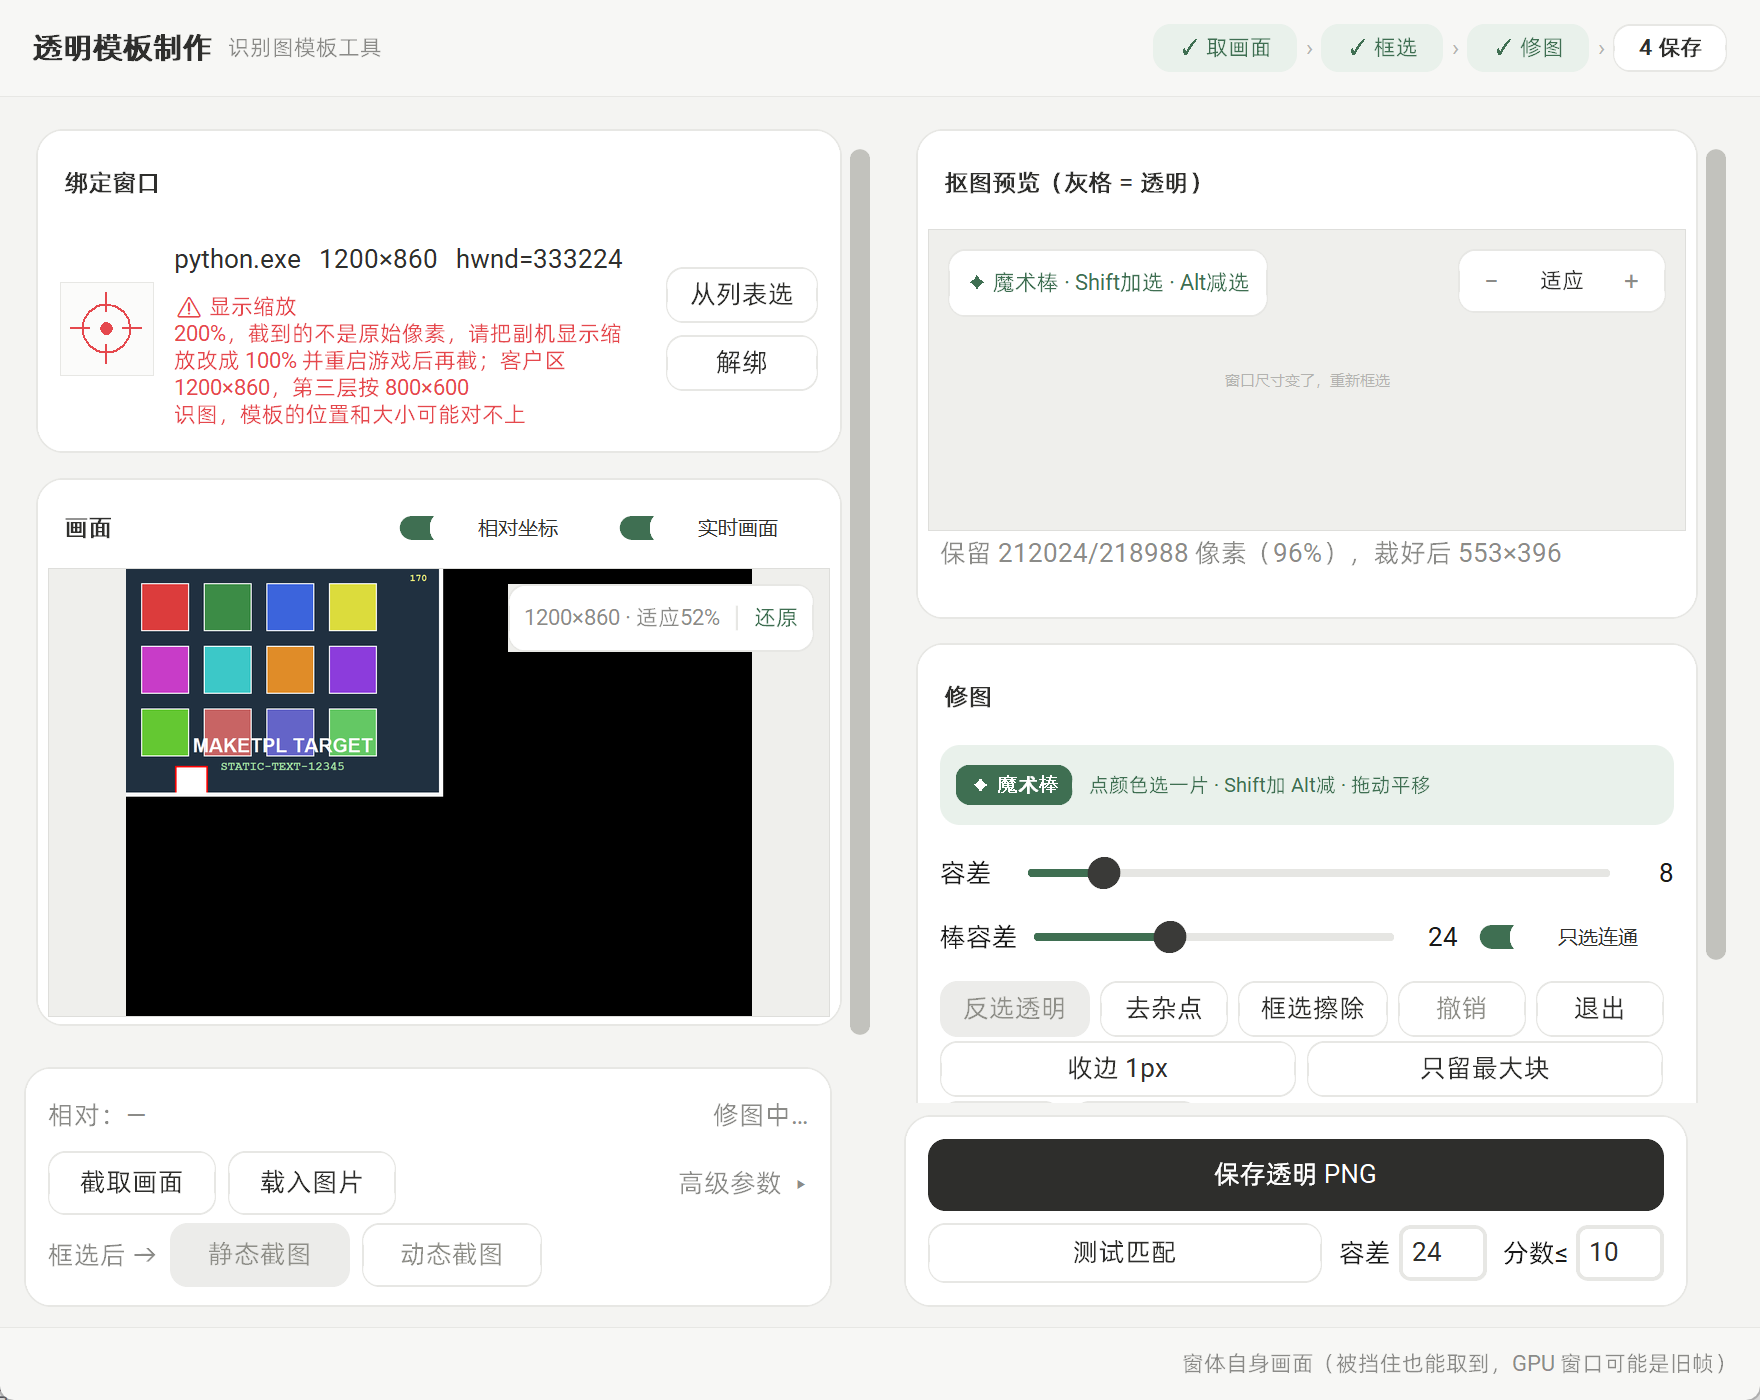 透明模板制作 识别图模板工具
✓ 取画面 › ✓ 框选 › ✓ 修图 › 4 保存
绑定窗口
python.exe 1200×860 hwnd=333224
⚠ 显示缩放
200%，截到的不是原始像素，请把副机显示缩
放改成 100% 并重启游戏后再截；客户区
1200×860，第三层按 800×600
识图，模板的位置和大小可能对不上
从列表选
解绑
画面
相对坐标
实时画面
170
MAKETPL TARGET
STATIC-TEXT-12345
1200×860 · 适应52%
还原
相对：—
修图中...
截取画面
载入图片
高级参数 ▸
框选后 →
静态截图
动态截图
抠图预览（灰格 = 透明）
✦ 魔术棒 · Shift加选 · Alt减选
− 适应 +
窗口尺寸变了，重新框选
保留 212024/218988 像素（96%），裁好后 553×396
修图
✦ 魔术棒
点颜色选一片 · Shift加 Alt减 · 拖动平移
容差 8
棒容差 24 只选连通
反选透明 去杂点 框选擦除 撤销 退出
收边 1px 只留最大块
保存透明 PNG
测试匹配 容差 24 分数≤ 10
窗体自身画面（被挡住也能取到，GPU 窗口可能是旧帧）